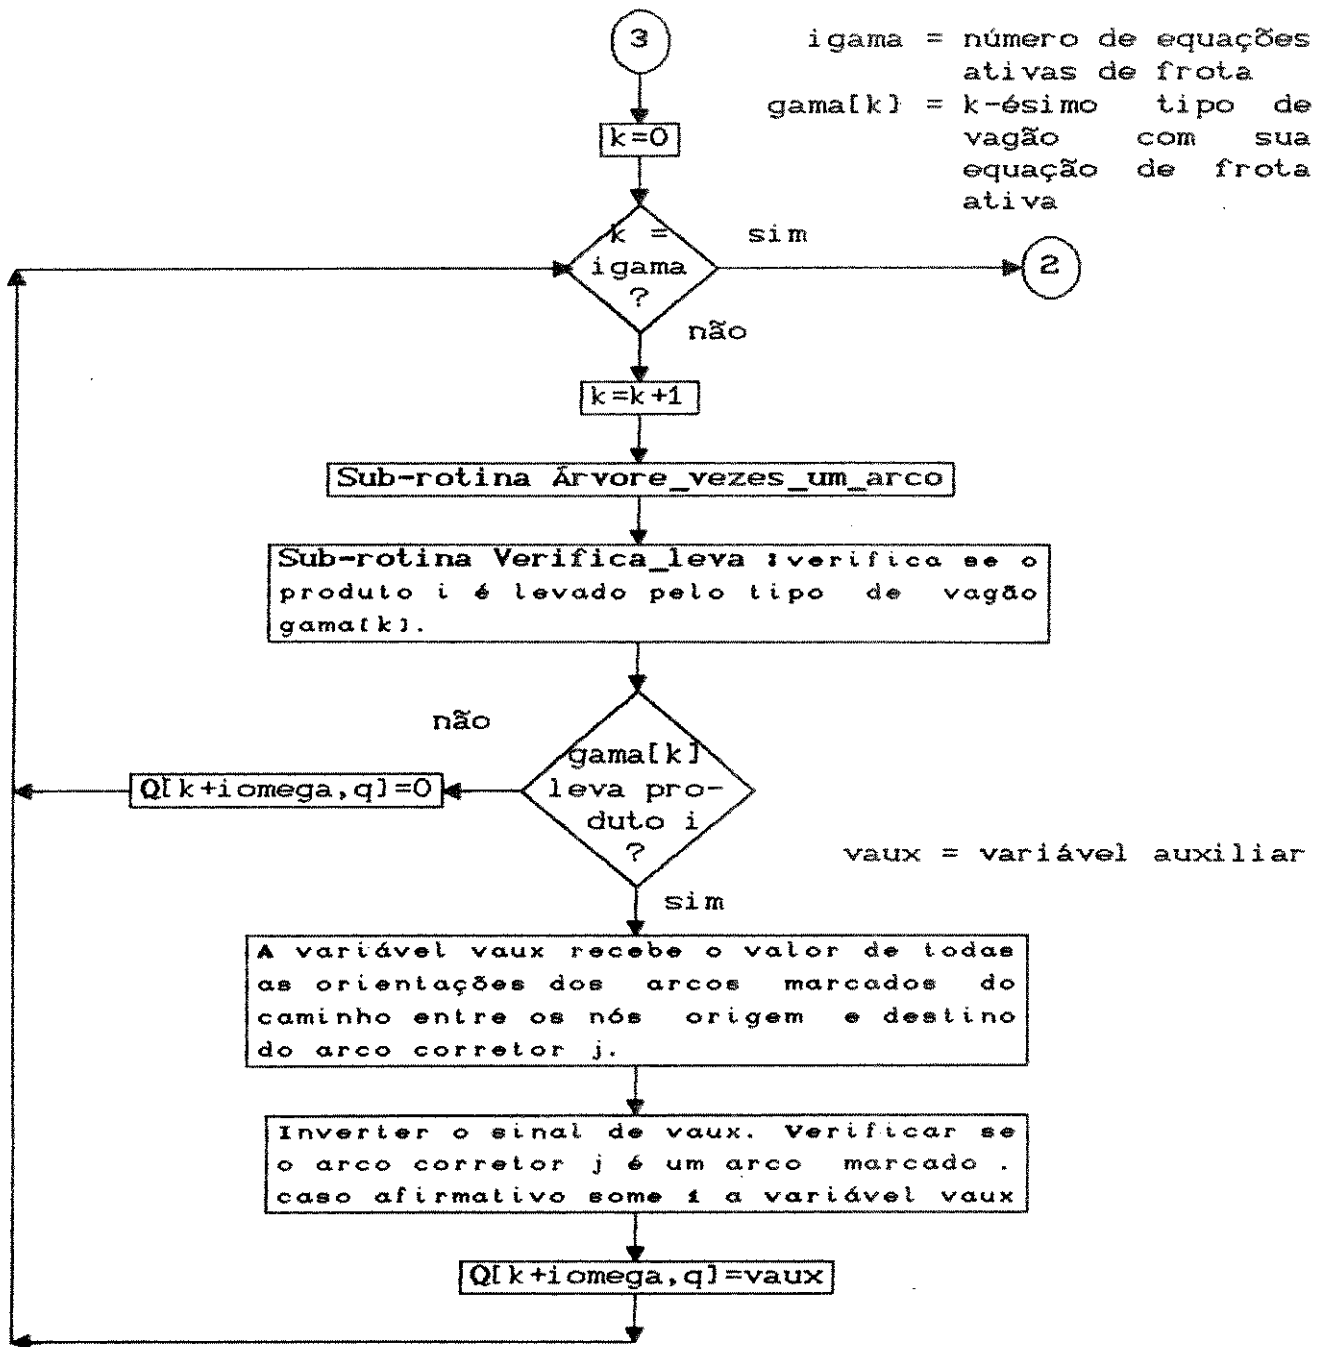 3
igama = número de equações
ativas de frota
gama[k] = k-ésimo tipo de
vagão com sua
equação de frota
ativa
k=0
k =
igama
?
sim
2
não
k=k+1
Sub-rotina Árvore_vezes_um_arco
Sub-rotina Verifica_leva :verifica se o
produto i é levado pelo tipo de vagão
gama[k].
não
gama[k]
leva pro-
duto i
?
Q[k+iomega,q]=0
vaux = variável auxiliar
sim
A variável vaux recebe o valor de todas
as orientações dos arcos marcados do
caminho entre os nós origem e destino
do arco corretor j.
Inverter o sinal de vaux. Verificar se
o arco corretor j é um arco marcado .
caso afirmativo some 1 a variável vaux
Q[k+iomega,q]=vaux